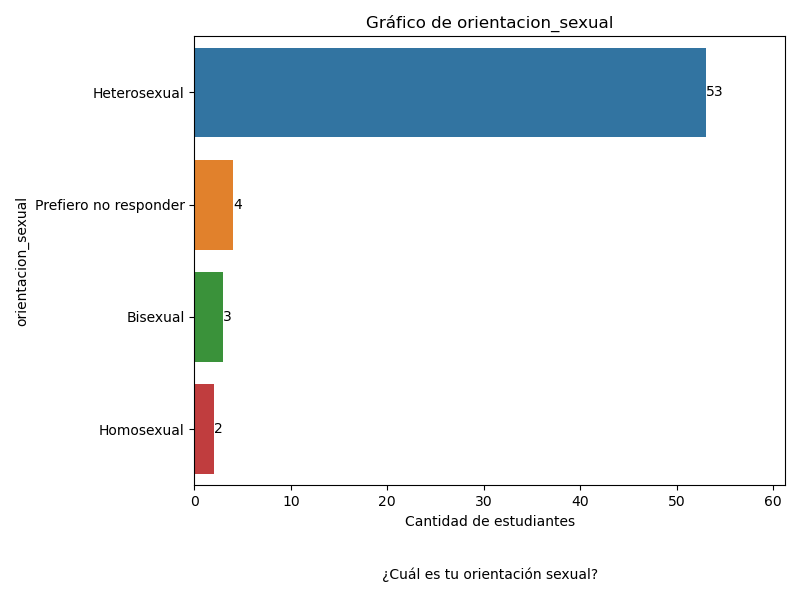 Gráfico de orientacion_sexual
orientacion_sexual
Heterosexual
53
Prefiero no responder
4
Bisexual
3
Homosexual
2
0 10 20 30 40 50 60
Cantidad de estudiantes
¿Cuál es tu orientación sexual?